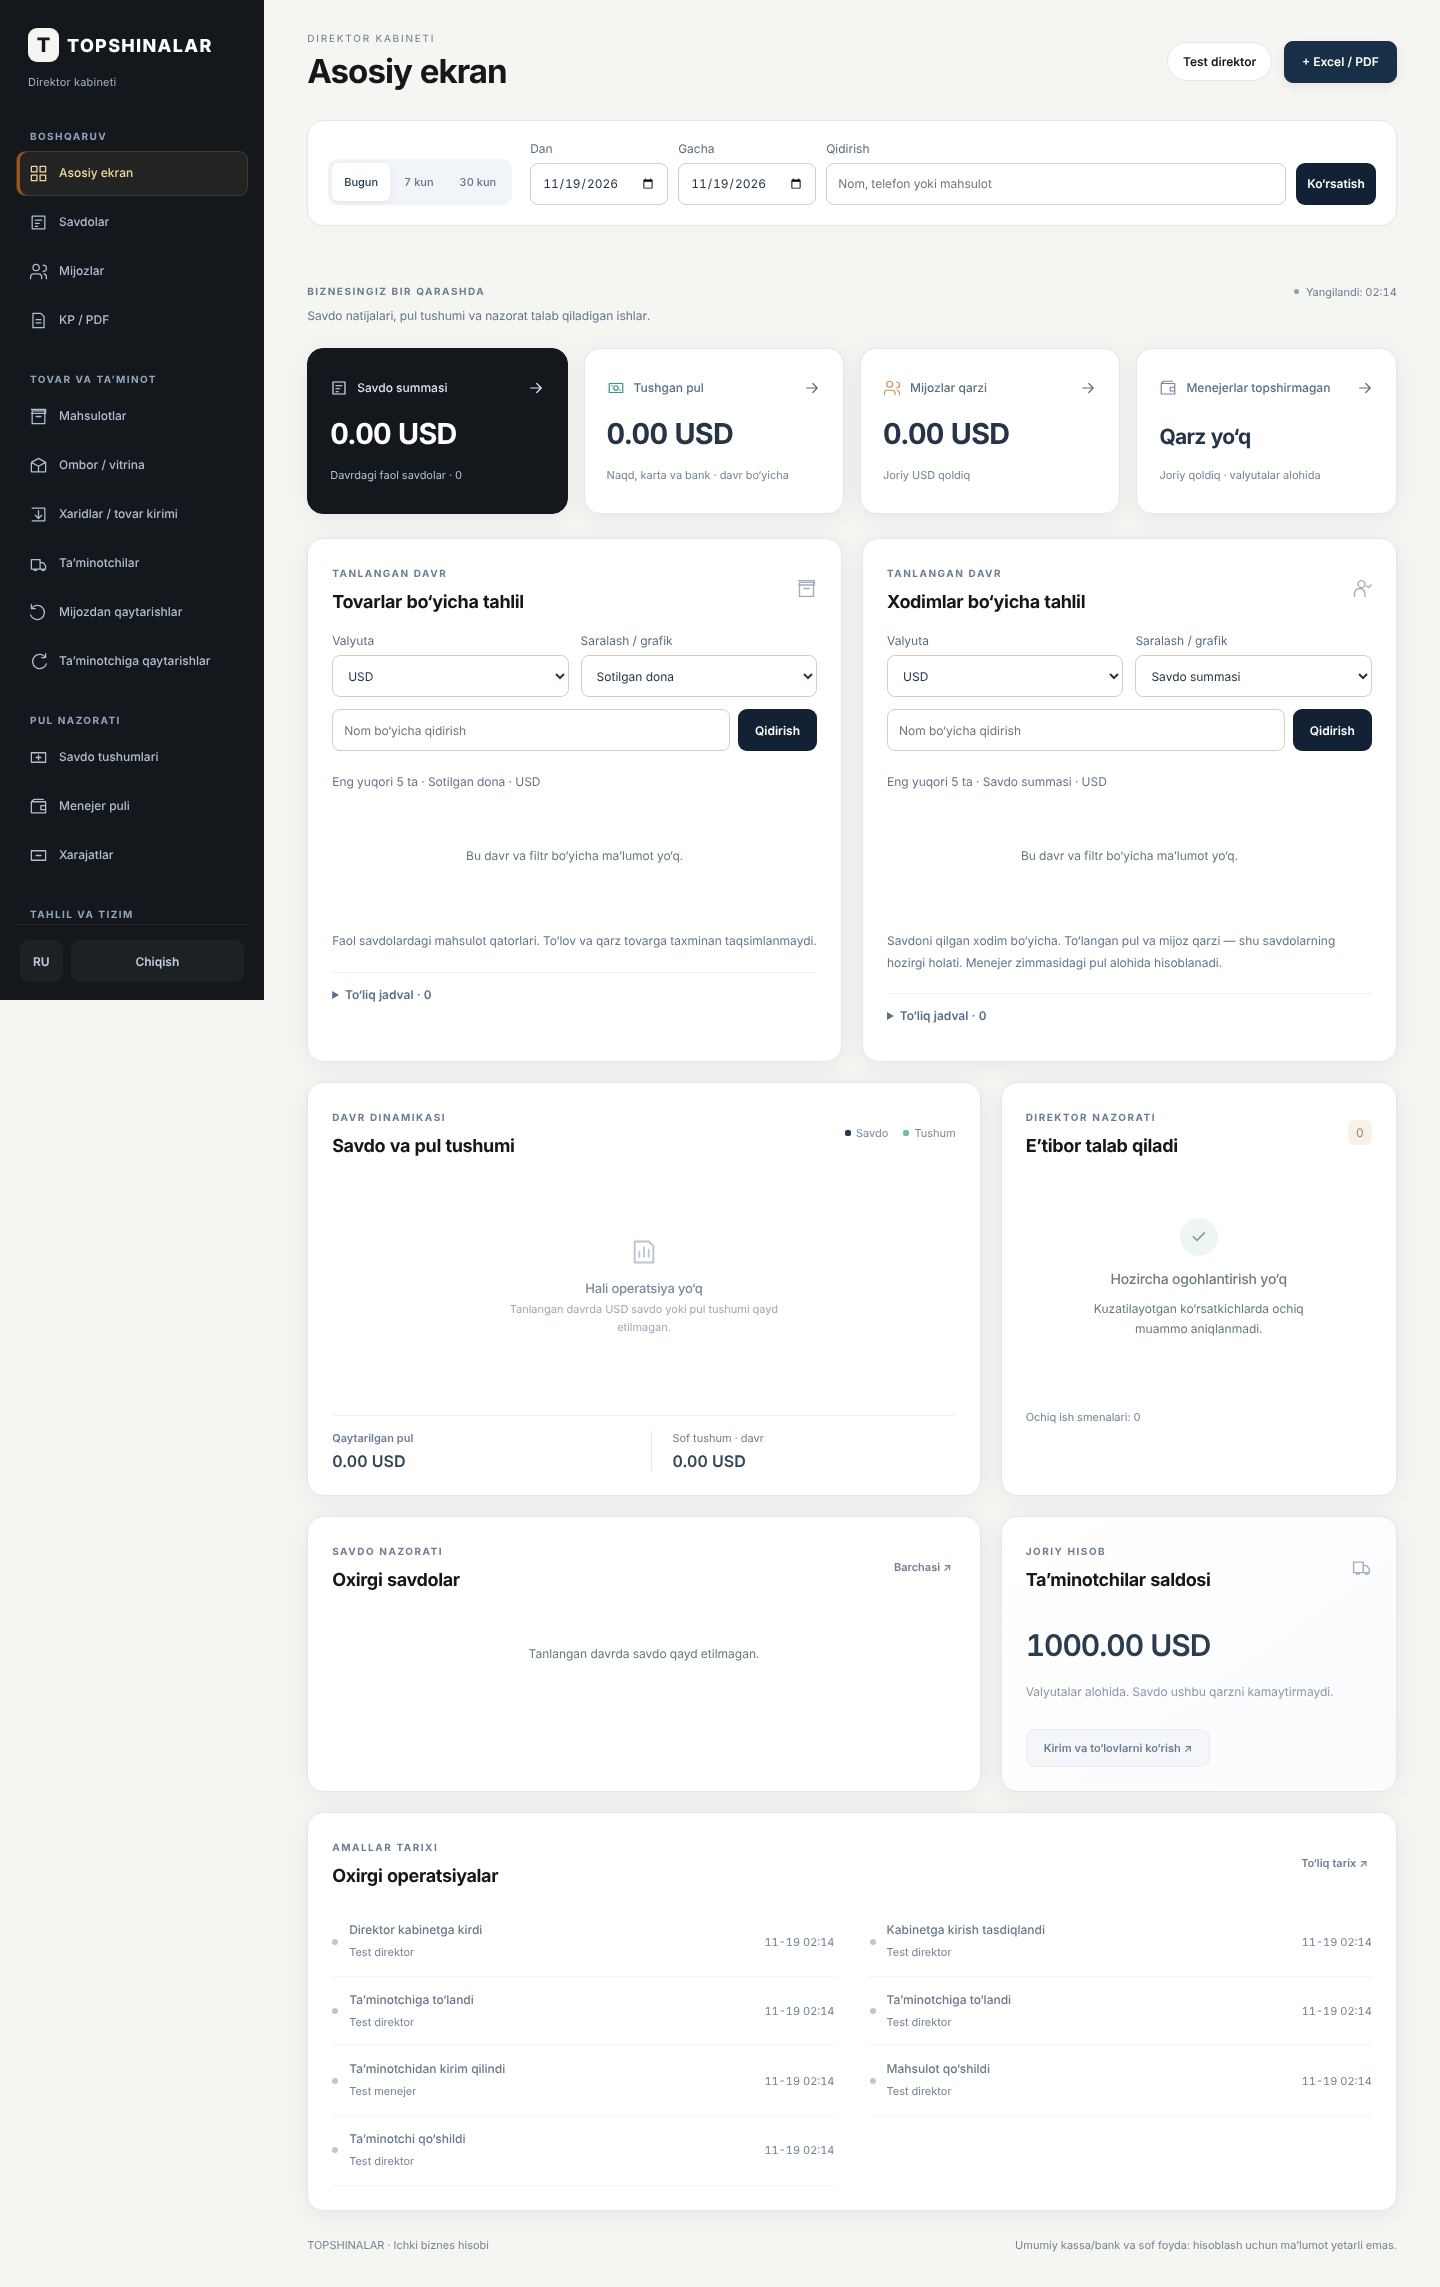 T TOPSHINALAR
Direktor kabineti
BOSHQARUV
Asosiy ekran
Savdolar
Mijozlar
KP / PDF
TOVAR VA TA’MINOT
Mahsulotlar
Ombor / vitrina
Xaridlar / tovar kirimi
Ta’minotchilar
Mijozdan qaytarishlar
Ta’minotchiga qaytarishlar
PUL NAZORATI
Savdo tushumlari
Menejer puli
Xarajatlar
TAHLIL VA TIZIM
RU Chiqish
DIREKTOR KABINETI
Asosiy ekran
Test direktor + Excel / PDF
Dan Gacha Qidirish
Bugun 7 kun 30 kun 11/19/2026 11/19/2026 Nom, telefon yoki mahsulot Ko‘rsatish
BIZNESINGIZ BIR QARASHDA
Yangilandi: 02:14
Savdo natijalari, pul tushumi va nazorat talab qiladigan ishlar.
Savdo summasi →
0.00 USD
Davrdagi faol savdolar · 0
Tushgan pul →
0.00 USD
Naqd, karta va bank · davr bo‘yicha
Mijozlar qarzi →
0.00 USD
Joriy USD qoldiq
Menejerlar topshirmagan →
Qarz yo‘q
Joriy qoldiq · valyutalar alohida
TANLANGAN DAVR
Tovarlar bo‘yicha tahlil
Valyuta Saralash / grafik
USD Sotilgan dona
Nom bo‘yicha qidirish Qidirish
Eng yuqori 5 ta · Sotilgan dona · USD
Bu davr va filtr bo‘yicha ma’lumot yo‘q.
Faol savdolardagi mahsulot qatorlari. To‘lov va qarz tovarga taxminan taqsimlanmaydi.
▶ To‘liq jadval · 0
TANLANGAN DAVR
Xodimlar bo‘yicha tahlil
Valyuta Saralash / grafik
USD Savdo summasi
Nom bo‘yicha qidirish Qidirish
Eng yuqori 5 ta · Savdo summasi · USD
Bu davr va filtr bo‘yicha ma’lumot yo‘q.
Savdoni qilgan xodim bo‘yicha. To‘langan pul va mijoz qarzi — shu savdolarning
hozirgi holati. Menejer zimmasidagi pul alohida hisoblanadi.
▶ To‘liq jadval · 0
DAVR DINAMIKASI
Savdo va pul tushumi
Savdo Tushum
Hali operatsiya yo‘q
Tanlangan davrda USD savdo yoki pul tushumi qayd
etilmagan.
Qaytarilgan pul Sof tushum · davr
0.00 USD 0.00 USD
DIREKTOR NAZORATI
E’tibor talab qiladi
0
Hozircha ogohlantirish yo‘q
Kuzatilayotgan ko‘rsatkichlarda ochiq
muammo aniqlanmadi.
Ochiq ish smenalari: 0
SAVDO NAZORATI
Oxirgi savdolar
Barchasi ↗
Tanlangan davrda savdo qayd etilmagan.
JORIY HISOB
Ta’minotchilar saldosi
1000.00 USD
Valyutalar alohida. Savdo ushbu qarzni kamaytirmaydi.
Kirim va to‘lovlarni ko‘rish ↗
AMALLAR TARIXI
Oxirgi operatsiyalar
To‘liq tarix ↗
Direktor kabinetga kirdi
Test direktor
11-19 02:14
Kabinetga kirish tasdiqlandi
Test direktor
11-19 02:14
Ta’minotchiga to‘landi
Test direktor
11-19 02:14
Ta’minotchiga to‘landi
Test direktor
11-19 02:14
Ta’minotchidan kirim qilindi
Test menejer
11-19 02:14
Mahsulot qo‘shildi
Test direktor
11-19 02:14
Ta’minotchi qo‘shildi
Test direktor
11-19 02:14
TOPSHINALAR · Ichki biznes hisobi
Umumiy kassa/bank va sof foyda: hisoblash uchun ma’lumot yetarli emas.